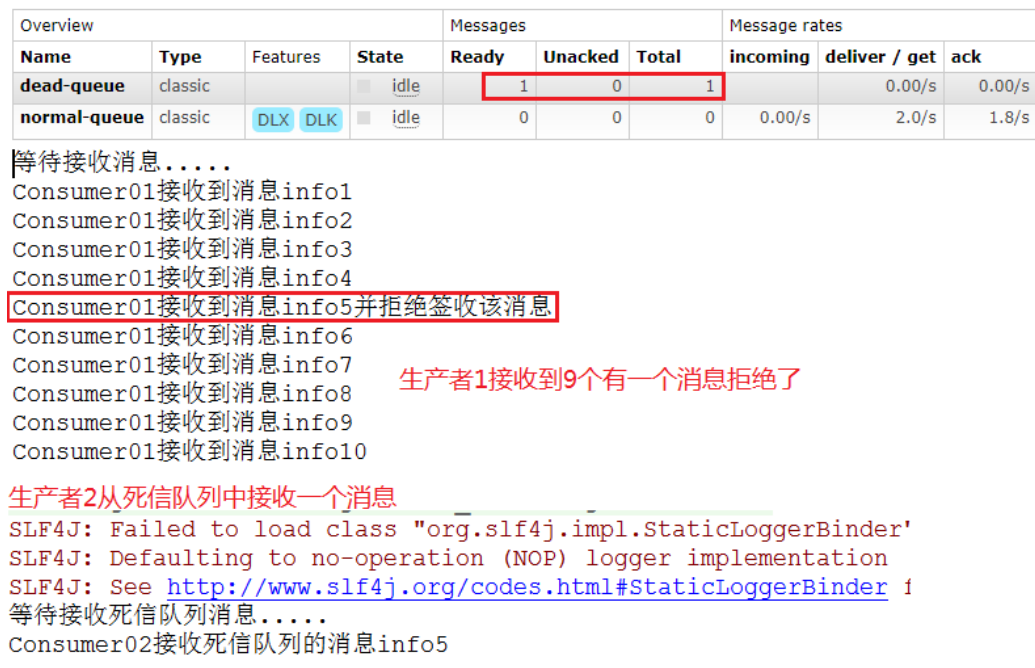 Overview Messages Message rates
Name Type Features State Ready Unacked Total incoming deliver / get ack
dead-queue classic idle 1 0 1 0.00/s 0.00/s
normal-queue classic DLX DLK idle 0 0 0 0.00/s 2.0/s 1.8/s
等待接收消息.....
Consumer01接收到消息info1
Consumer01接收到消息info2
Consumer01接收到消息info3
Consumer01接收到消息info4
Consumer01接收到消息info5并拒绝签收该消息
Consumer01接收到消息info6
Consumer01接收到消息info7
生产者1接收到9个有一个消息拒绝了
Consumer01接收到消息info8
Consumer01接收到消息info9
Consumer01接收到消息info10
生产者2从死信队列中接收一个消息
SLF4J: Failed to load class "org.slf4j.impl.StaticLoggerBinder"
SLF4J: Defaulting to no-operation (NOP) logger implementation
SLF4J: See http://www.slf4j.org/codes.html#StaticLoggerBinder f
等待接收死信队列消息.....
Consumer02接收死信队列的消息info5